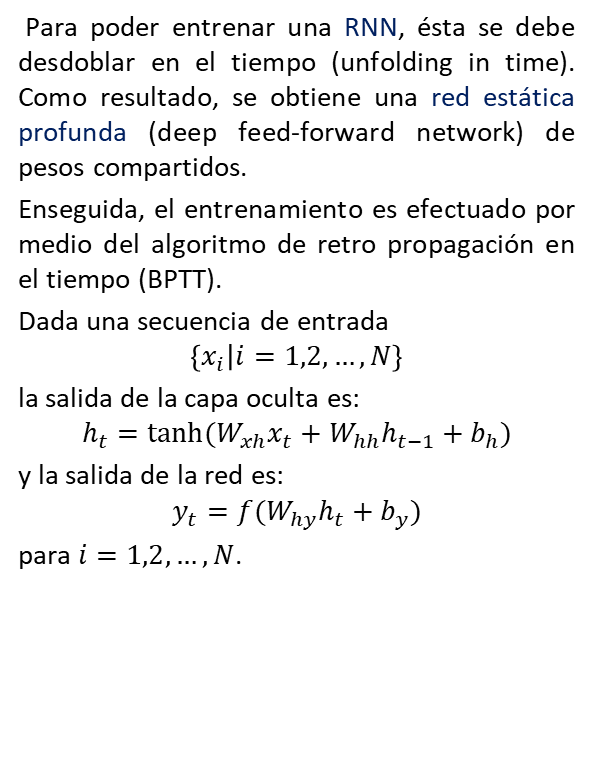 Para poder entrenar una RNN, ésta se debe
desdoblar en el tiempo (unfolding in time).
Como resultado, se obtiene una red estática
profunda (deep feed-forward network) de
pesos compartidos.
Enseguida, el entrenamiento es efectuado por
medio del algoritmo de retro propagación en
el tiempo (BPTT).
Dada una secuencia de entrada
{x_i|i = 1,2, … , N}
la salida de la capa oculta es:
h_t = tanh(W_{xh}x_t + W_{hh}h_{t−1} + b_h)
y la salida de la red es:
y_t = f(W_{hy}h_t + b_y)
para i = 1,2, … , N.